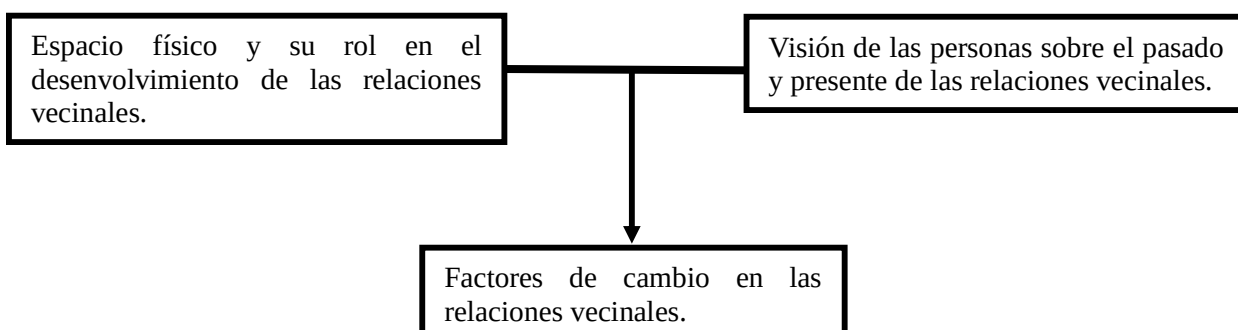 Espacio físico y su rol en el
desenvolvimiento de las relaciones
vecinales.
Visión de las personas sobre el pasado
y presente de las relaciones vecinales.
Factores de cambio en las
relaciones vecinales.